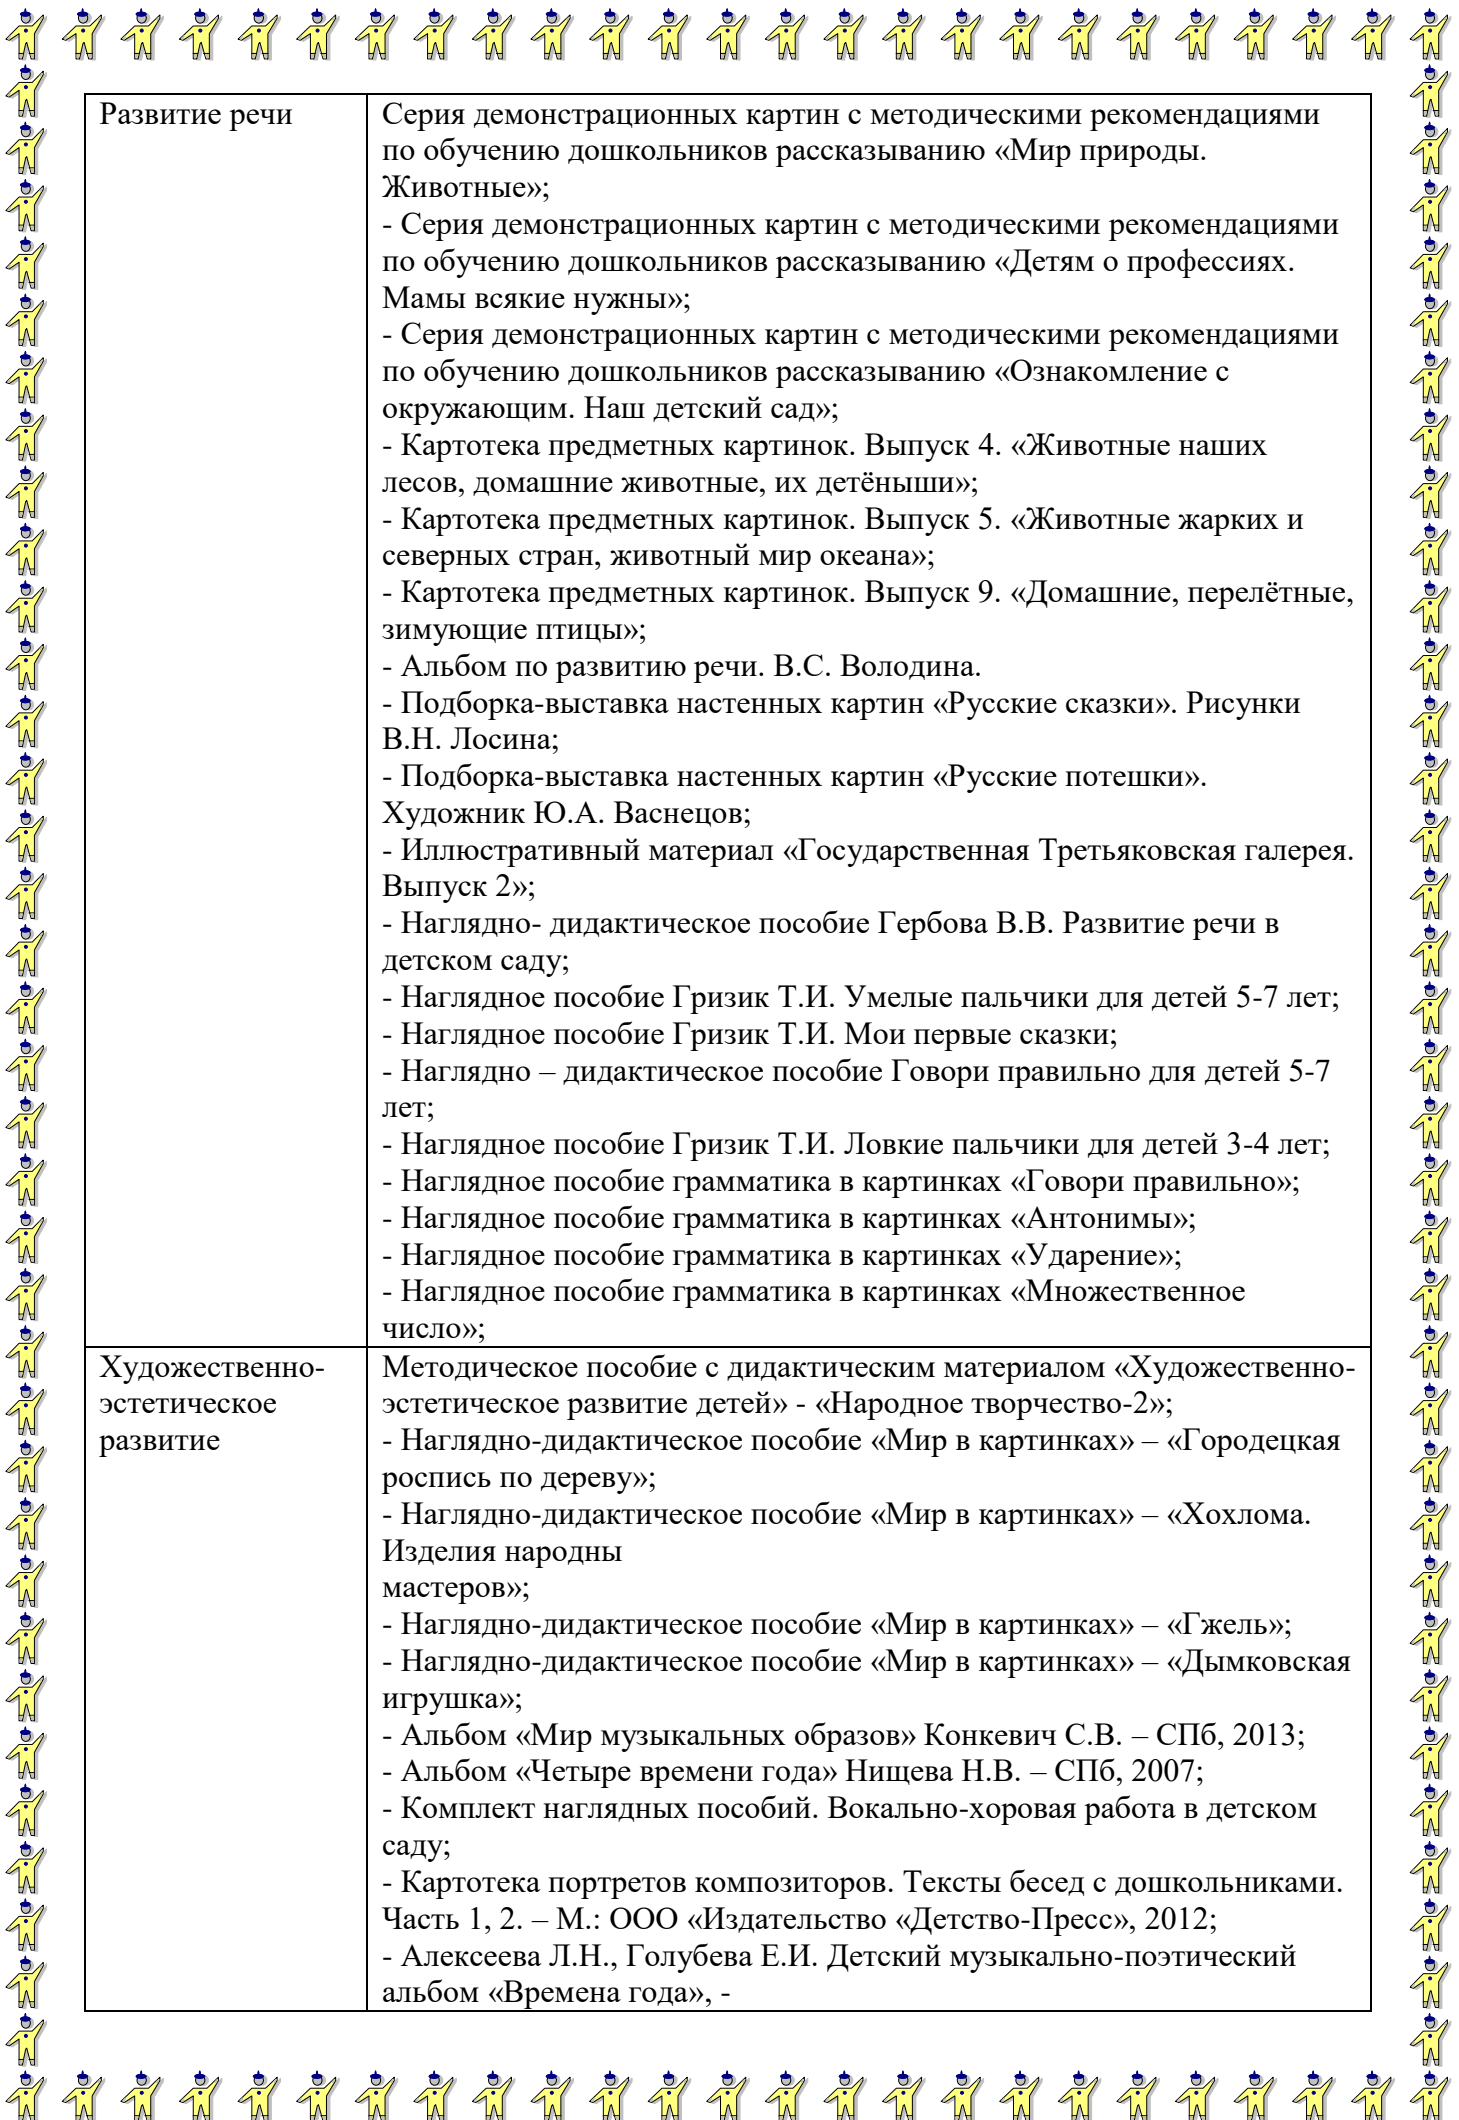 Развитие речи
Серия демонстрационных картин с методическими рекомендациями
по обучению дошкольников рассказыванию «Мир природы.
Животные»;
- Серия демонстрационных картин с методическими рекомендациями
по обучению дошкольников рассказыванию «Детям о профессиях.
Мамы всякие нужны»;
- Серия демонстрационных картин с методическими рекомендациями
по обучению дошкольников рассказыванию «Ознакомление с
окружающим. Наш детский сад»;
- Картотека предметных картинок. Выпуск 4. «Животные наших
лесов, домашние животные, их детёныши»;
- Картотека предметных картинок. Выпуск 5. «Животные жарких и
северных стран, животный мир океана»;
- Картотека предметных картинок. Выпуск 9. «Домашние, перелётные,
зимующие птицы»;
- Альбом по развитию речи. В.С. Володина.
- Подборка-выставка настенных картин «Русские сказки». Рисунки
В.Н. Лосина;
- Подборка-выставка настенных картин «Русские потешки».
Художник Ю.А. Васнецов;
- Иллюстративный материал «Государственная Третьяковская галерея.
Выпуск 2»;
- Наглядно- дидактическое пособие Гербова В.В. Развитие речи в
детском саду;
- Наглядное пособие Гризик Т.И. Умелые пальчики для детей 5-7 лет;
- Наглядное пособие Гризик Т.И. Мои первые сказки;
- Наглядно – дидактическое пособие Говори правильно для детей 5-7
лет;
- Наглядное пособие Гризик Т.И. Ловкие пальчики для детей 3-4 лет;
- Наглядное пособие грамматика в картинках «Говори правильно»;
- Наглядное пособие грамматика в картинках «Антонимы»;
- Наглядное пособие грамматика в картинках «Ударение»;
- Наглядное пособие грамматика в картинках «Множественное
число»;
Художественно-
эстетическое
развитие
Методическое пособие с дидактическим материалом «Художественно-
эстетическое развитие детей» - «Народное творчество-2»;
- Наглядно-дидактическое пособие «Мир в картинках» – «Городецкая
роспись по дереву»;
- Наглядно-дидактическое пособие «Мир в картинках» – «Хохлома.
Изделия народны
мастеров»;
- Наглядно-дидактическое пособие «Мир в картинках» – «Гжель»;
- Наглядно-дидактическое пособие «Мир в картинках» – «Дымковская
игрушка»;
- Альбом «Мир музыкальных образов» Конкевич С.В. – СПб, 2013;
- Альбом «Четыре времени года» Нищева Н.В. – СПб, 2007;
- Комплект наглядных пособий. Вокально-хоровая работа в детском
саду;
- Картотека портретов композиторов. Тексты бесед с дошкольниками.
Часть 1, 2. – М.: ООО «Издательство «Детство-Пресс», 2012;
- Алексеева Л.Н., Голубева Е.И. Детский музыкально-поэтический
альбом «Времена года», -